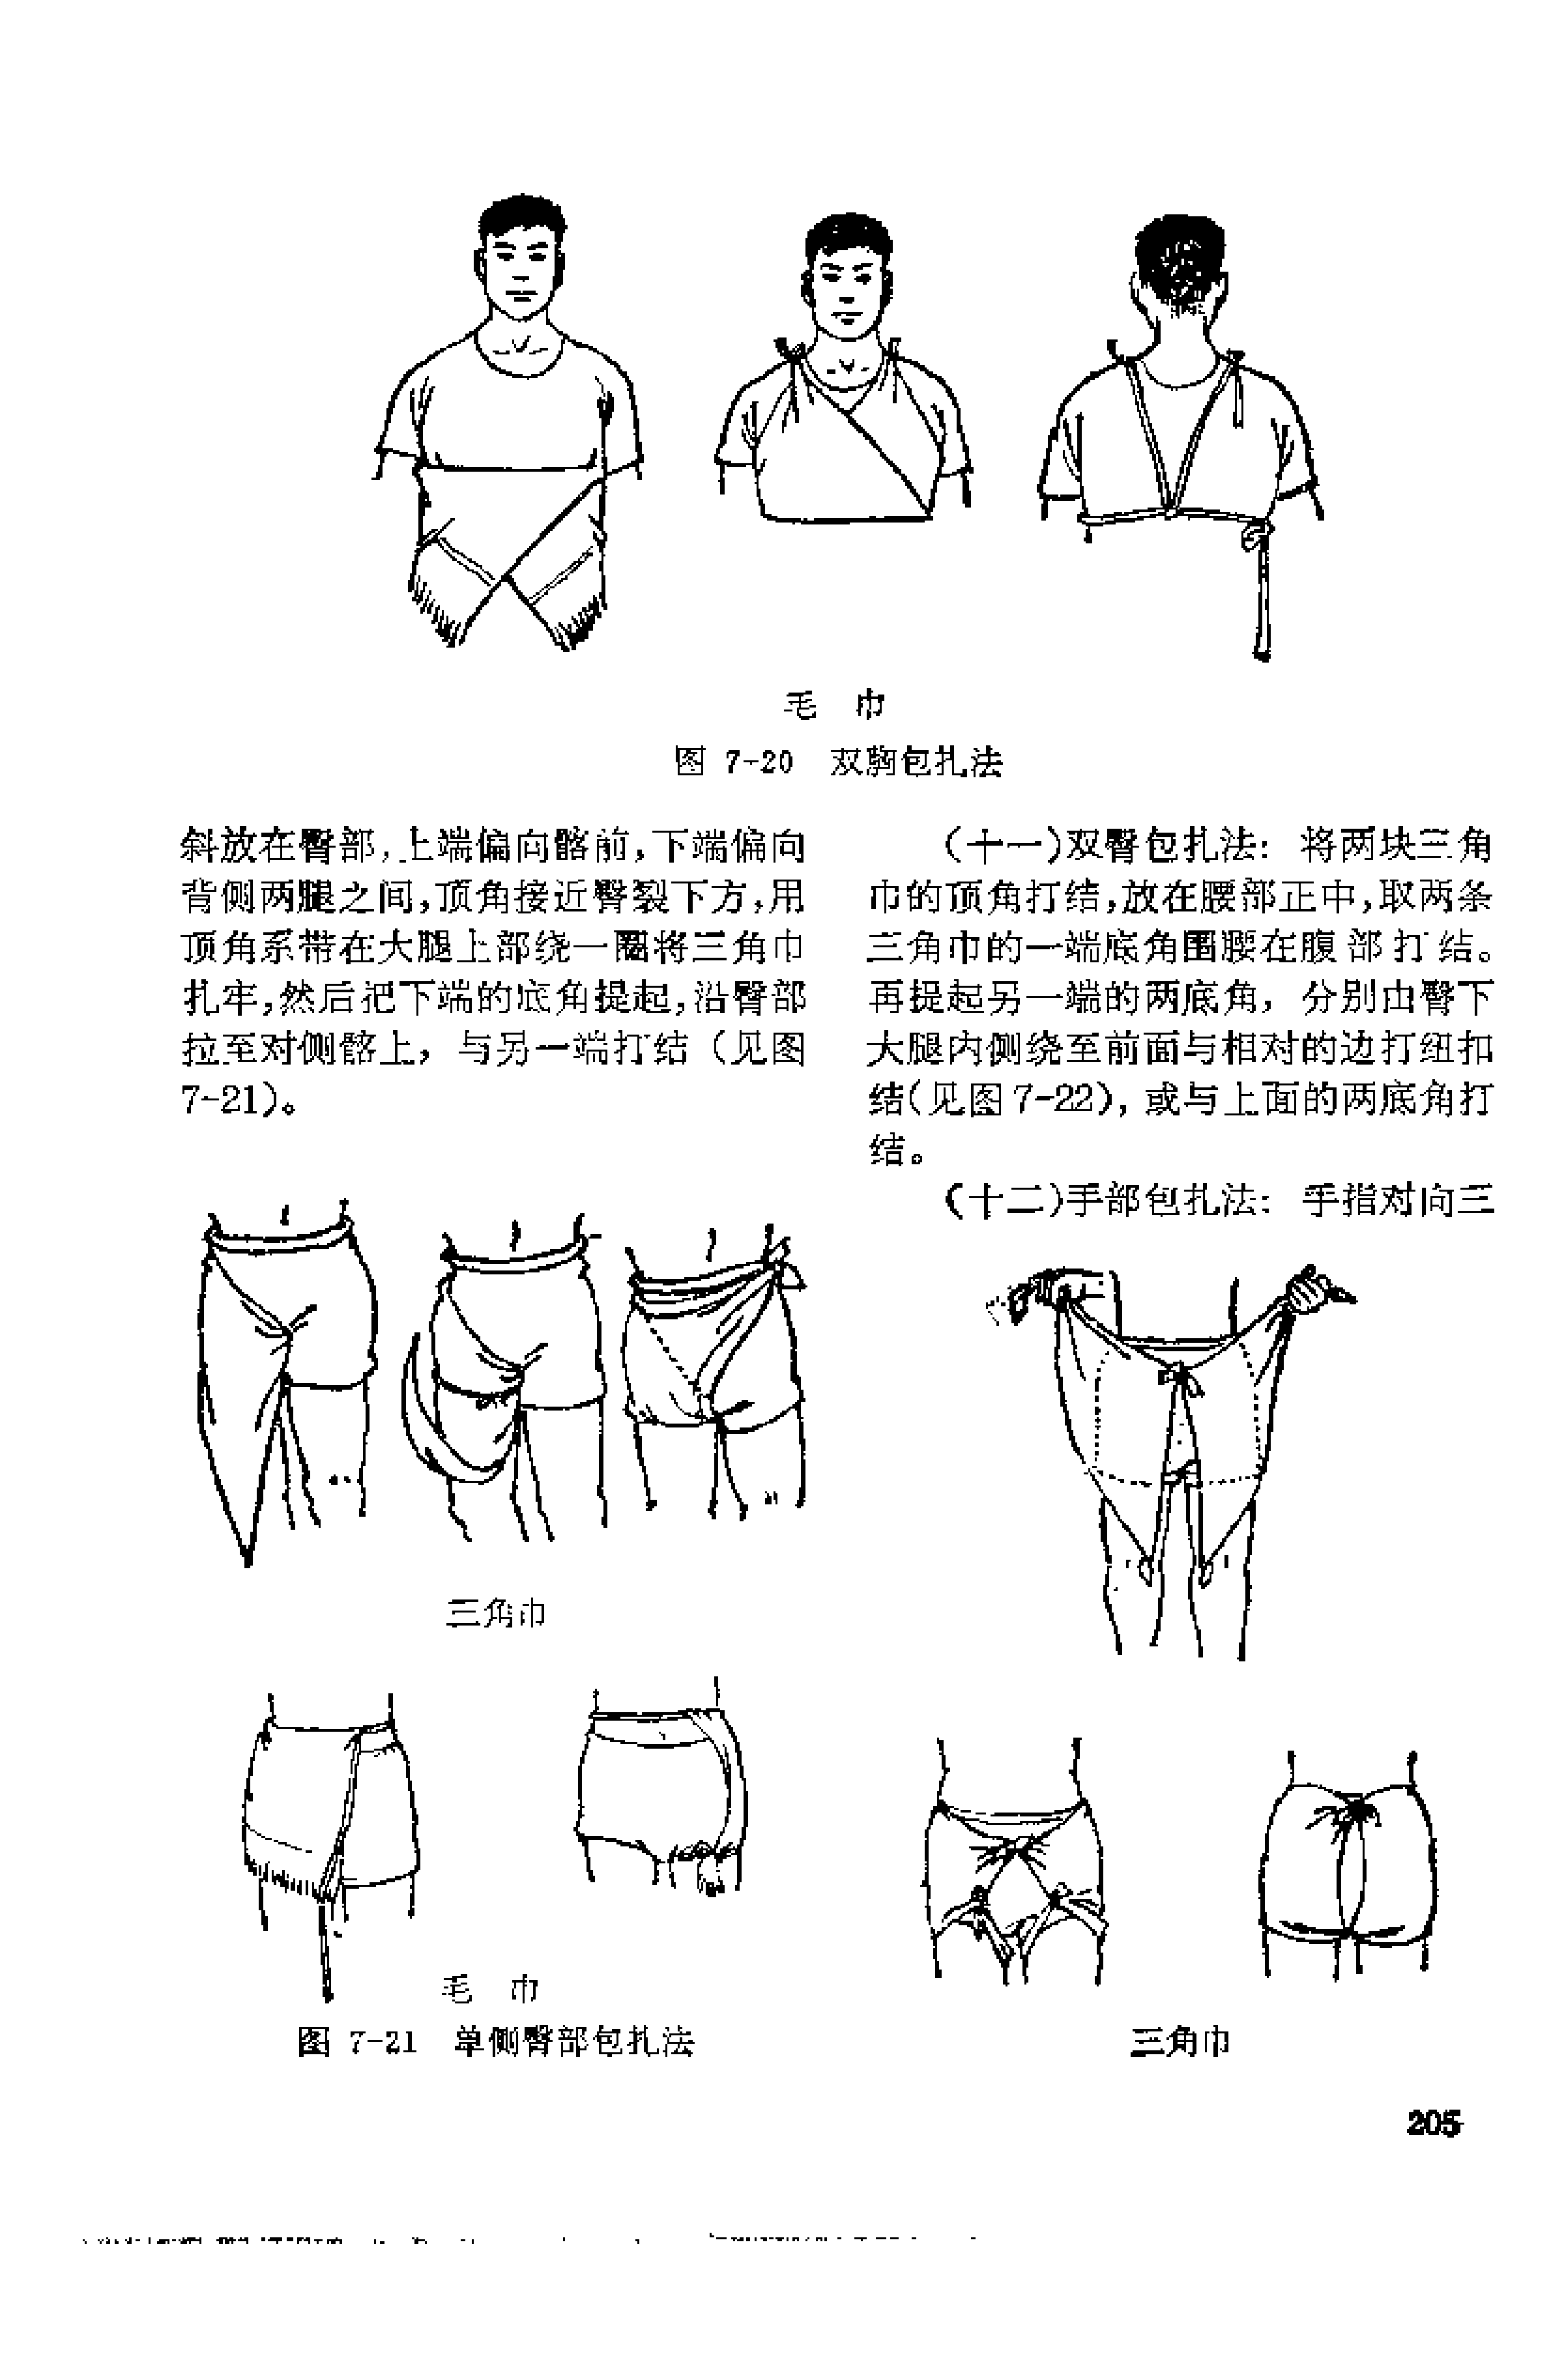 毛 巾
图 7-20 双胸包扎法
斜放在臀部,上端偏向髂前,下端偏向
背侧两腿之间,顶角接近臀裂下方,用
顶角系带在大腿上部绕一圈将三角巾
扎牢,然后把下端的底角提起,沿臀部
拉至对侧髂上,与另一端打结(见图
7-21)。
三角巾
毛 巾
图 7-21 单侧臀部包扎法
(十一)双臀包扎法: 将两块三角
巾的顶角打结,放在腰部正中,取两条
三角巾的一端底角围腰在腹部打结。
再提起另一端的两底角, 分别由臀下
大腿内侧绕至前面与相对的边打纽扣
结(见图 7-22), 或与上面的两底角打
结。
(十二)手部包扎法: 手指对向三
三角巾
205